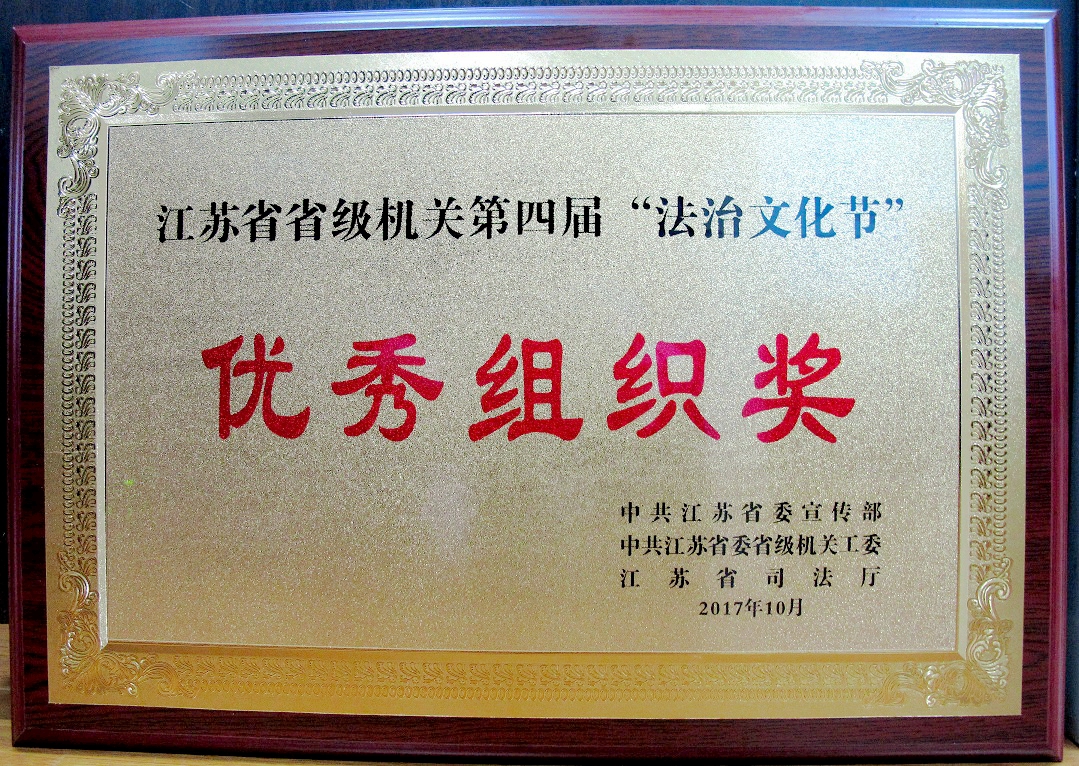 江苏省省级机关第四届“法治文化节”
优秀组织奖
中共江苏省委宣传部
中共江苏省委省级机关工委
江苏省司法厅
2017年10月